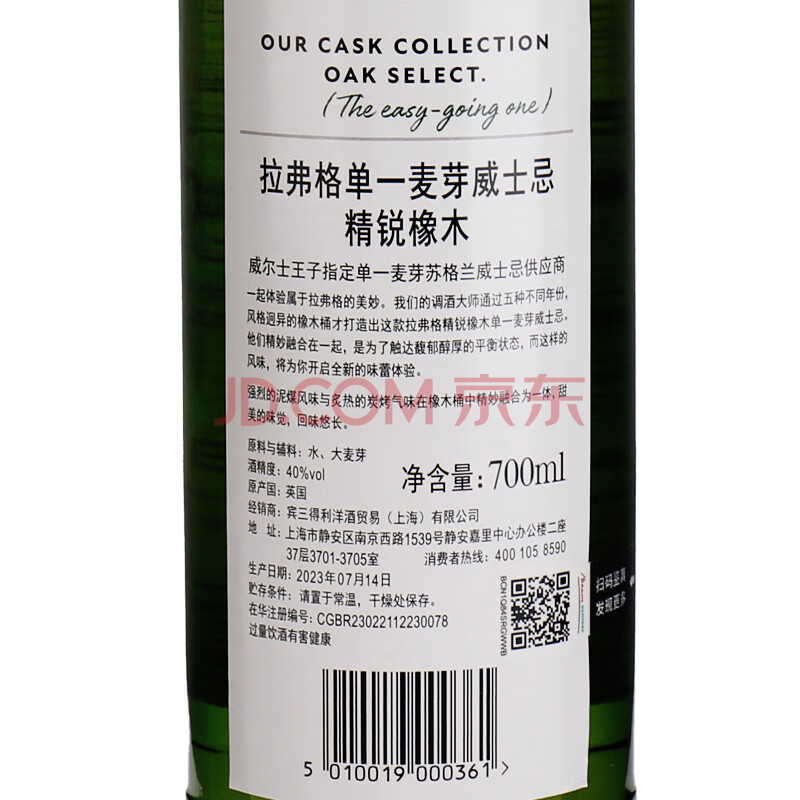 OUR CASK COLLECTION
OAK SELECT.
(The easy-going one)
拉弗格单一麦芽威士忌
精锐橡木
威尔士王子指定单一麦芽苏格兰威士忌供应商
一起体验属于拉弗格的美妙。我们的调酒大师通过五种不同年份,
风格迥异的橡木桶才打造出这款拉弗格精锐橡木单一麦芽威士忌。
他们精妙融合在一起，是为了触达馥郁醇厚的平衡状态，而这样的
风味，将为你开启全新的味蕾体验。
强烈的泥煤风味与炙热的炭烤气味在橡木桶中精妙融合为一体，甜
美的味觉，回味悠长。
JD.COM 京东
原料与辅料：水、大麦芽
酒精度：40%vol
净含量：700ml
原产国：英国
经销商：宾三得利洋酒贸易（上海）有限公司
地 址：上海市静安区南京西路1539号静安嘉里中心办公楼二座
37层3701-3705室 消费者热线：400 105 8590
生产日期：2023年07月14日
贮存条件：请置于常温，干燥处保存。
在华注册编号：CGBR23022112230078
过量饮酒有害健康
扫码鉴真
发现更多
5 010019 000361 >